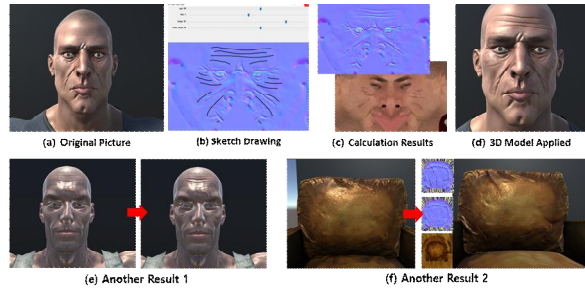 (a) Original Picture
(b) Sketch Drawing
(c) Calculation Results
(d) 3D Model Applied
(e) Another Result 1
(f) Another Result 2